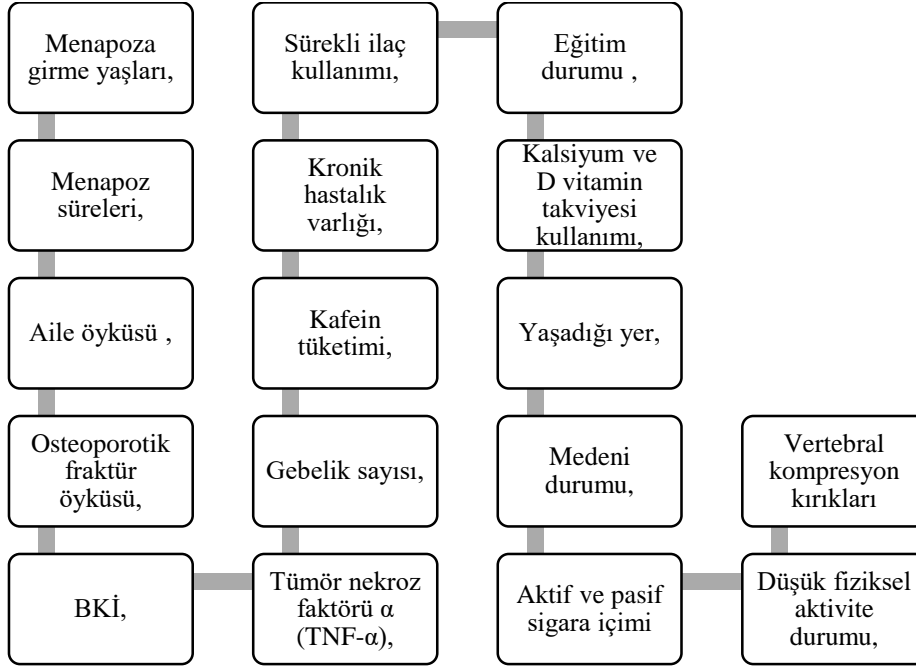 Menapoza
girme yaşları,
Menapoz
süreleri,
Aile öyküsü ,
Osteoporotik
fraktür
öyküsü,
BKİ,
Tümör nekroz
faktörü α
(TNF-α),
Gebelik sayısı,
Kafein
tüketimi,
Kronik
hastalık
varlığı,
Sürekli ilaç
kullanımı,
Eğitim
durumu ,
Kalsiyum ve
D vitamin
takviyesi
kullanımı,
Yaşadığı yer,
Medeni
durumu,
Aktif ve pasif
sigara içimi
Düşük fiziksel
aktivite
durumu,
Vertebral
kompresyon
kırıkları